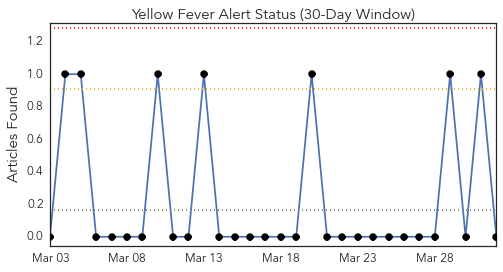 Yellow Fever Alert Status (30-Day Window)
Articles Found
1.2
1.0
0.8
0.6
0.4
0.2
0.0
Mar 03 Mar 08 Mar 13 Mar 18 Mar 23 Mar 28